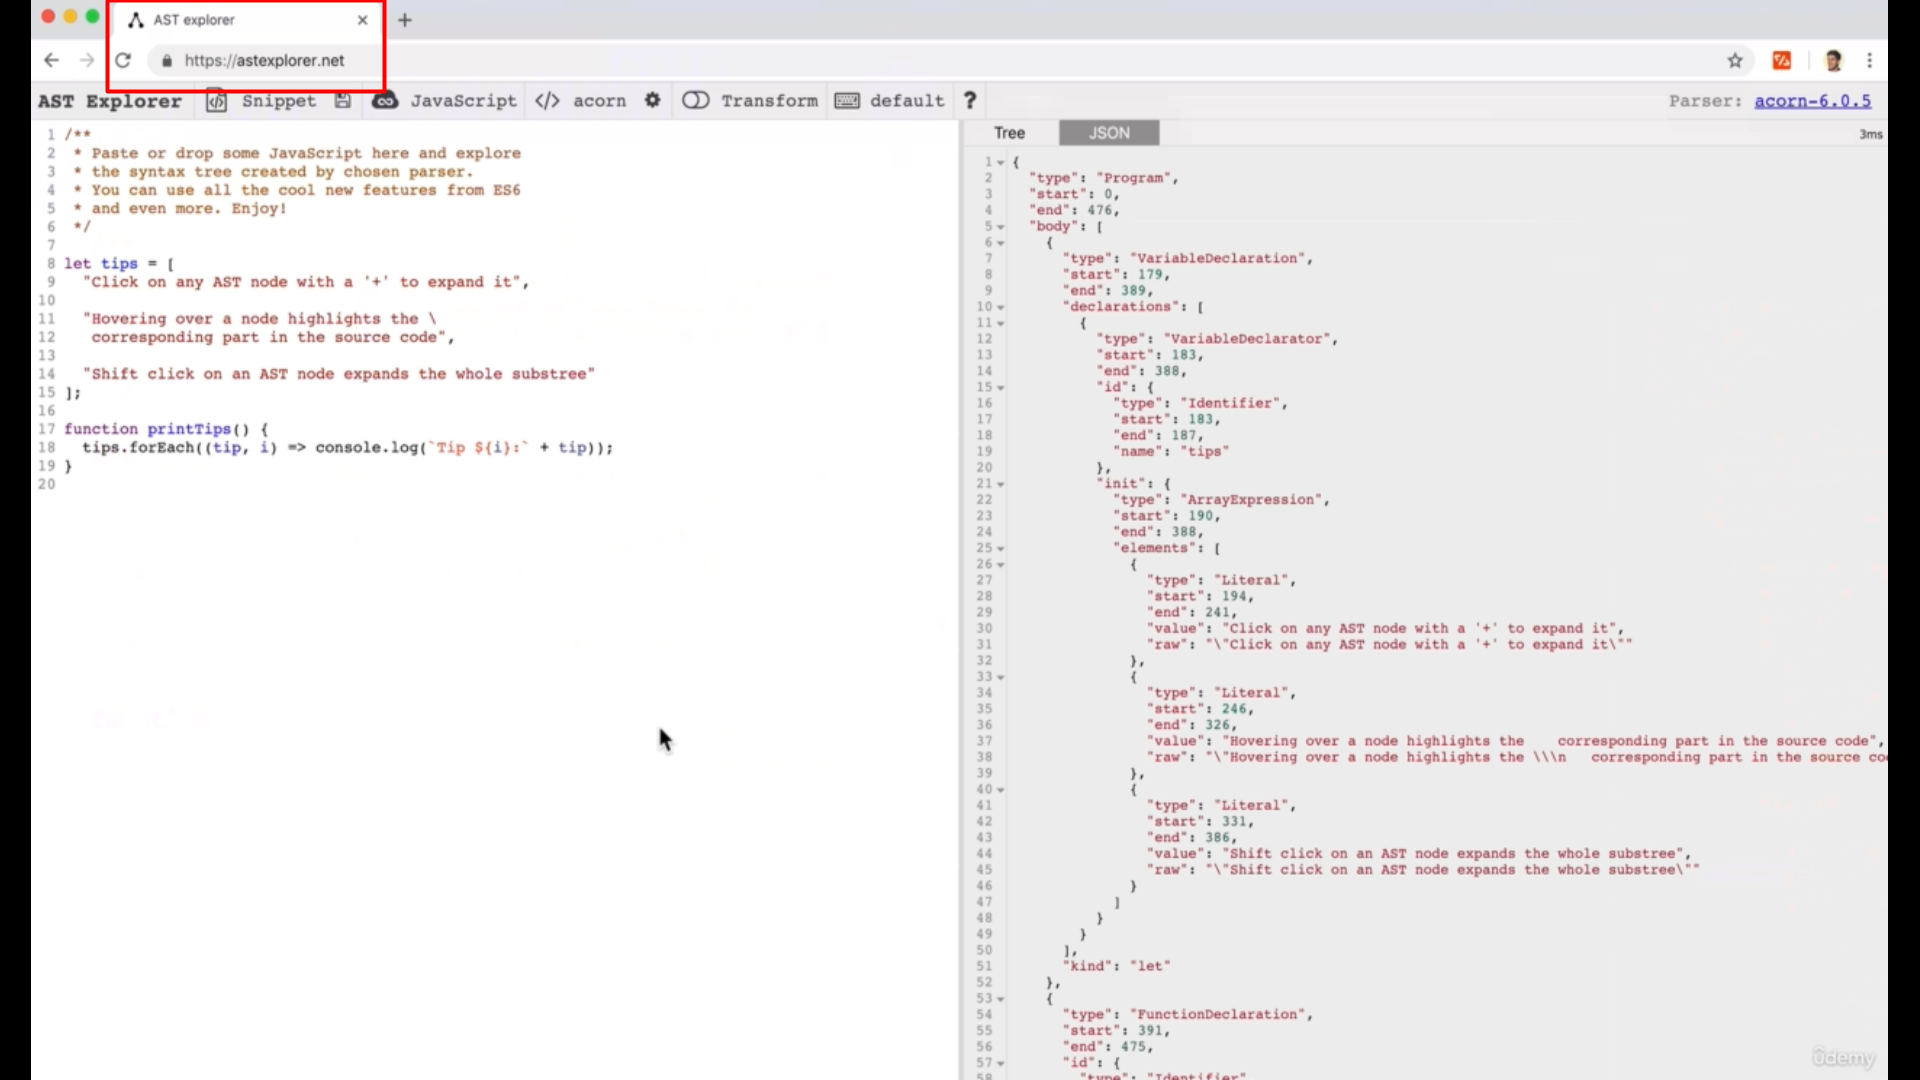 AST explorer
https://astexplorer.net
AST Explorer Snippet JavaScript </> acorn Transform default ? Parser: acorn-6.0.5
1 /**
2 * Paste or drop some JavaScript here and explore
3 * the syntax tree created by chosen parser.
4 * You can use all the cool new features from ES6
5 * and even more. Enjoy!
6 */
7
8 let tips = [
9 "Click on any AST node with a '+' to expand it",
10
11 "Hovering over a node highlights the \
12 corresponding part in the source code",
13
14 "Shift click on an AST node expands the whole substree"
15 ];
16
17 function printTips() {
18 tips.forEach((tip, i) => console.log(`Tip ${i}:` + tip));
19 }
20
Tree JSON 3ms
1 {
2 "type": "Program",
3 "start": 0,
4 "end": 476,
5 "body": [
6 {
7 "type": "VariableDeclaration",
8 "start": 179,
9 "end": 389,
10 "declarations": [
11 {
12 "type": "VariableDeclarator",
13 "start": 183,
14 "end": 388,
15 "id": {
16 "type": "Identifier",
17 "start": 183,
18 "end": 187,
19 "name": "tips"
20 },
21 "init": {
22 "type": "ArrayExpression",
23 "start": 190,
24 "end": 388,
25 "elements": [
26 {
27 "type": "Literal",
28 "start": 194,
29 "end": 241,
30 "value": "Click on any AST node with a '+' to expand it",
31 "raw": "\"Click on any AST node with a '+' to expand it\""
32 },
33 {
34 "type": "Literal",
35 "start": 246,
36 "end": 326,
37 "value": "Hovering over a node highlights the corresponding part in the source code",
38 "raw": "\"Hovering over a node highlights the \\\n corresponding part in the source co
39 },
40 {
41 "type": "Literal",
42 "start": 331,
43 "end": 386,
44 "value": "Shift click on an AST node expands the whole substree",
45 "raw": "\"Shift click on an AST node expands the whole substree\""
46 }
47 ]
48 }
49 }
50 ],
51 "kind": "let"
52 },
53 {
54 "type": "FunctionDeclaration",
55 "start": 391,
56 "end": 475,
57 "id": {
58 "type": "Identifier"
ûdemy